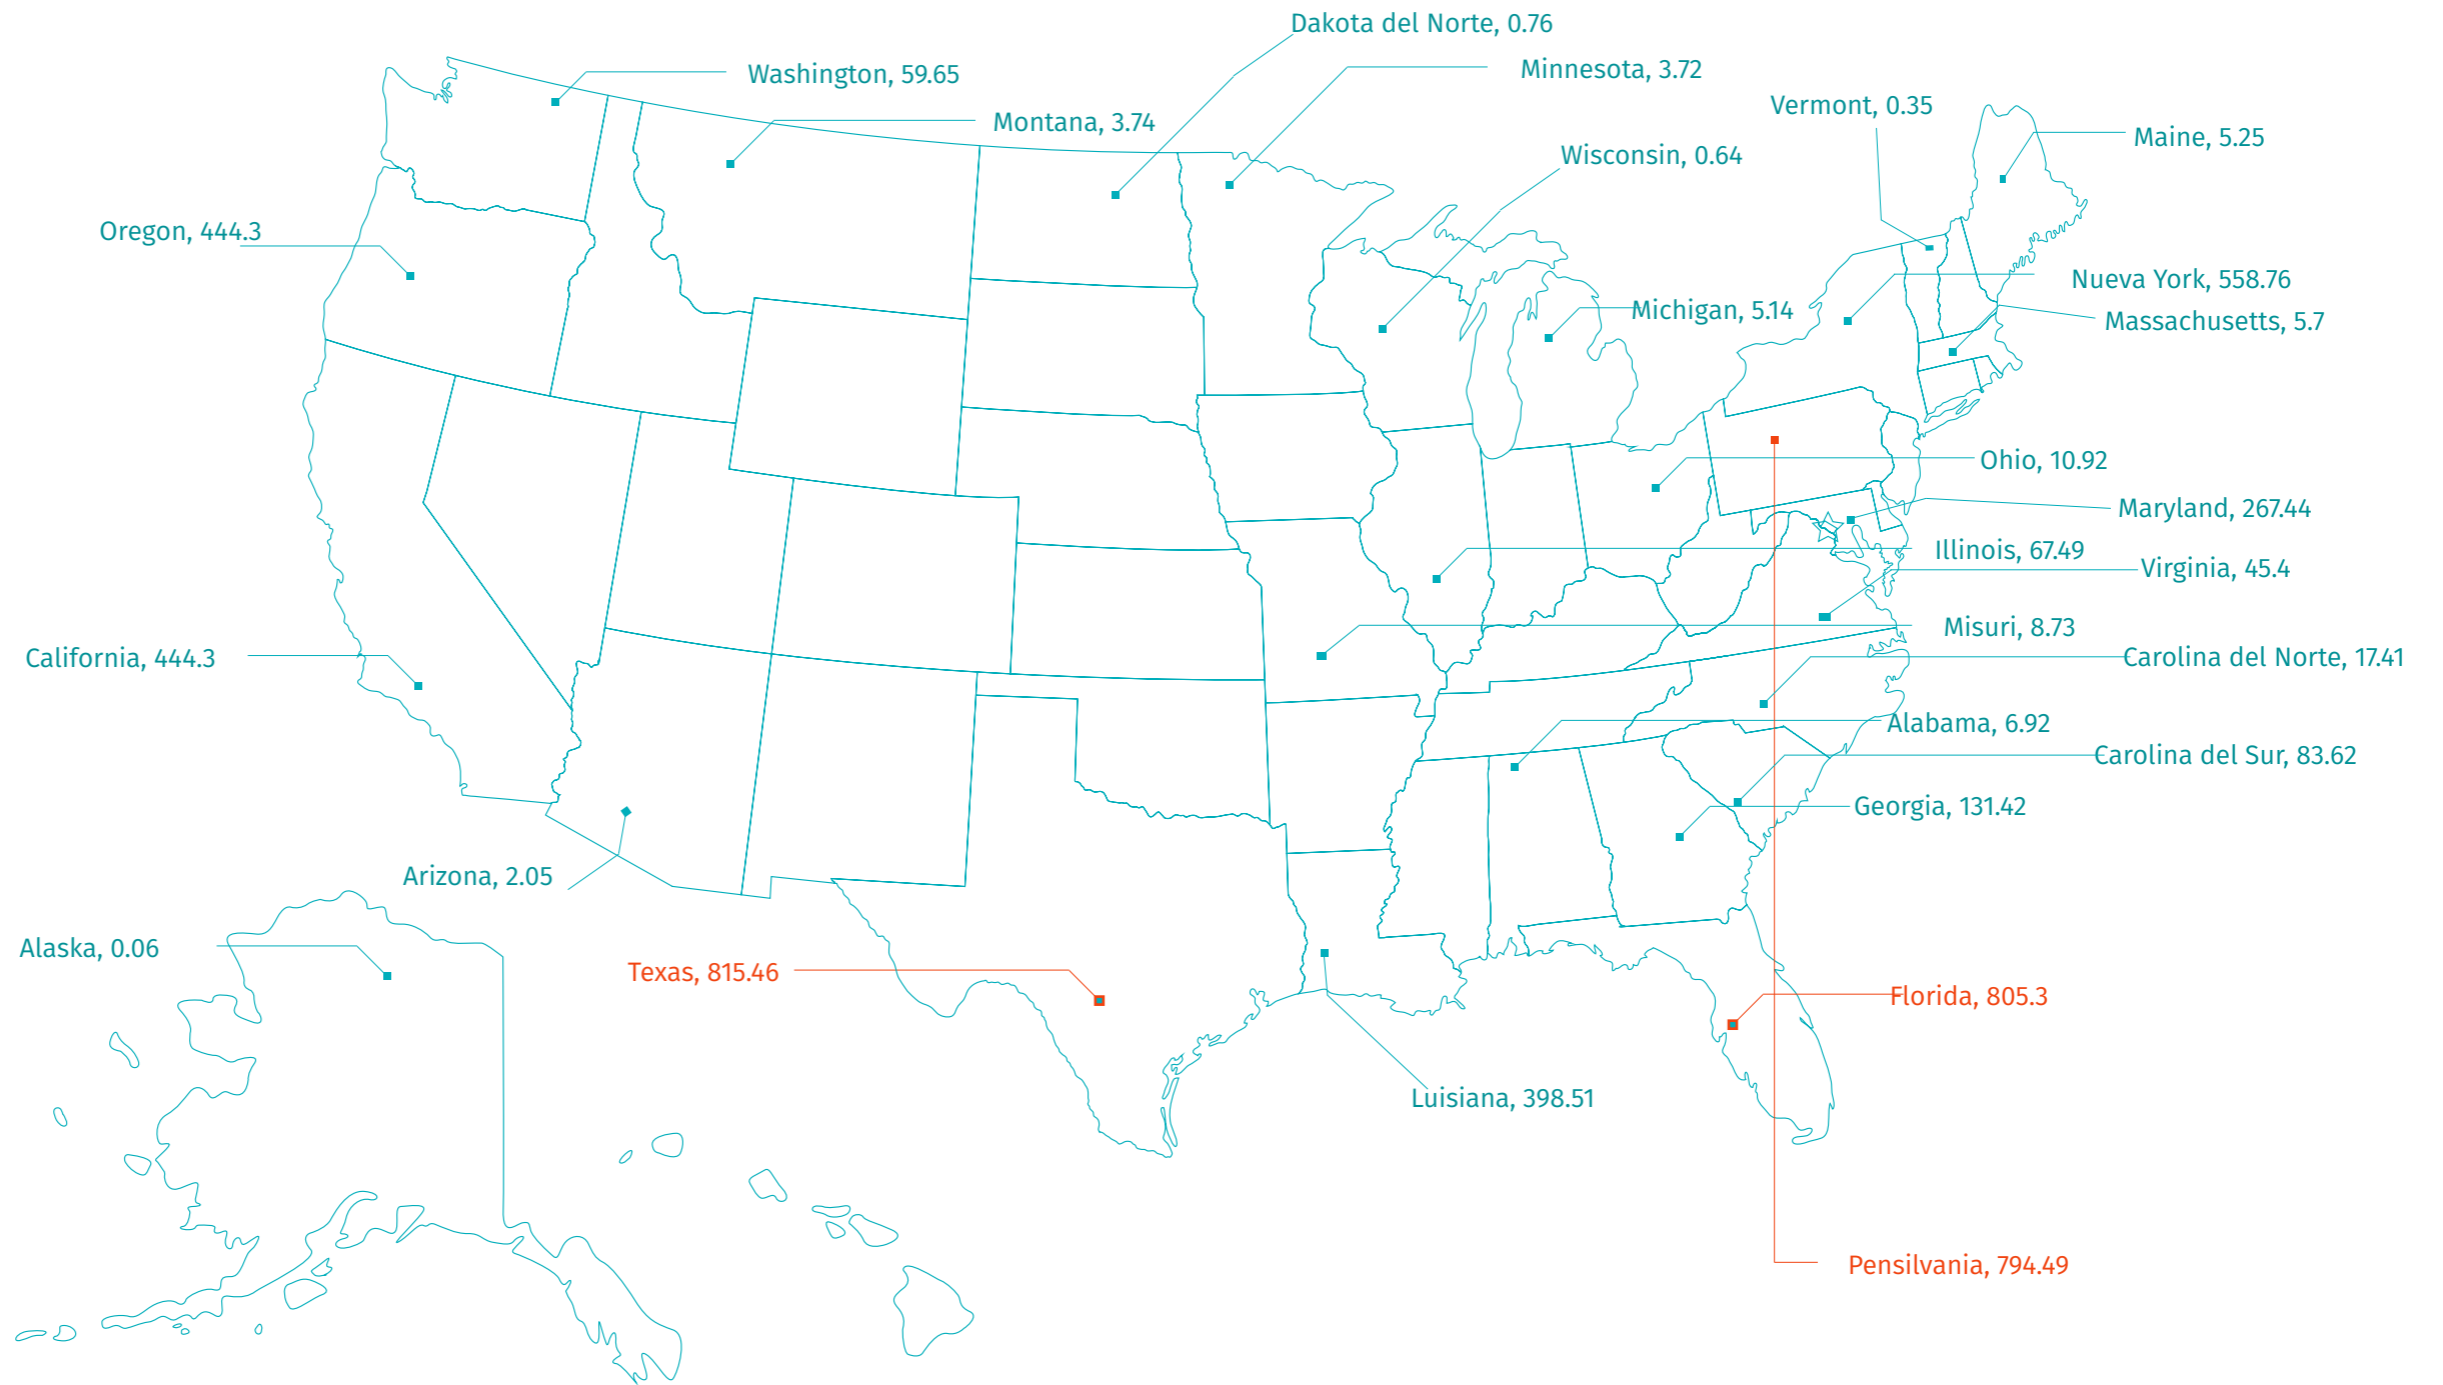 Dakota del Norte, 0.76
Washington, 59.65
Minnesota, 3.72
Vermont, 0.35
Montana, 3.74
Maine, 5.25
Wisconsin, 0.64
Oregon, 444.3
Nueva York, 558.76
Michigan, 5.14
Massachusetts, 5.7
Ohio, 10.92
Maryland, 267.44
Illinois, 67.49
Virginia, 45.4
Misuri, 8.73
California, 444.3
Carolina del Norte, 17.41
Alabama, 6.92
Carolina del Sur, 83.62
Georgia, 131.42
Arizona, 2.05
Alaska, 0.06
Texas, 815.46
Florida, 805.3
Luisiana, 398.51
Pensilvania, 794.49